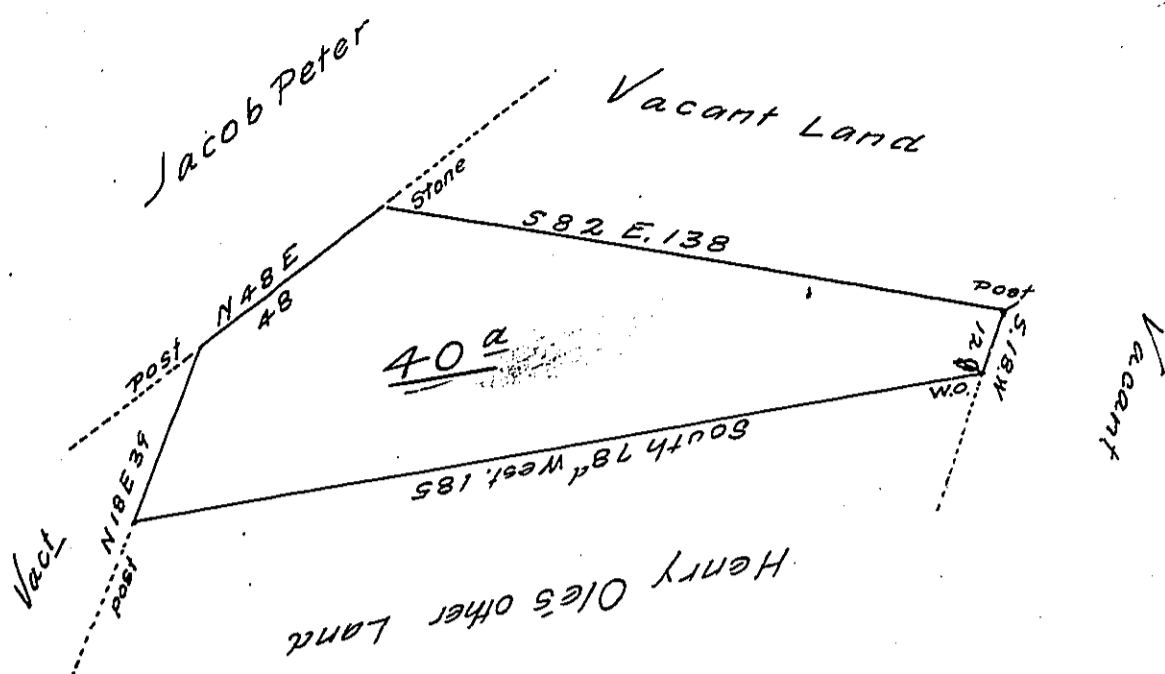 Jacob Peter
Vacant Land
Stone
S 82 E. 138
N 48 E
48
post
40 a
post
12
S. 18. W
W.O.
Vacant
South 78d West. 185
N 18 E 39
Vact
post
Henry Ole's other Land